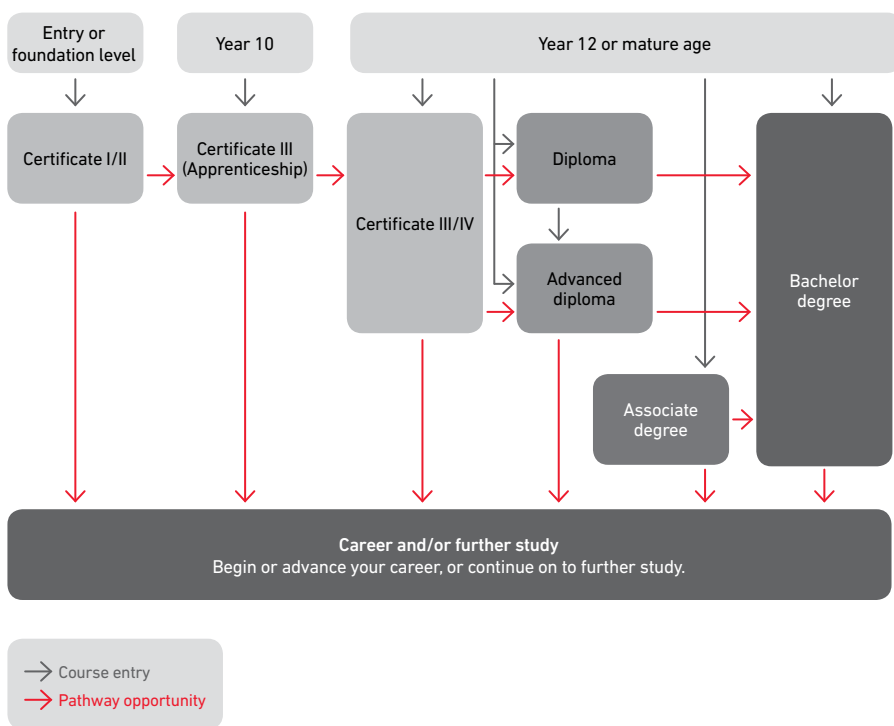 Entry or
foundation level
Year 10
Year 12 or mature age
Certificate I/II
Certificate III
(Apprenticeship)
Certificate III/IV
Diploma
Advanced
diploma
Associate
degree
Bachelor
degree
Career and/or further study
Begin or advance your career, or continue on to further study.
Course entry
Pathway opportunity